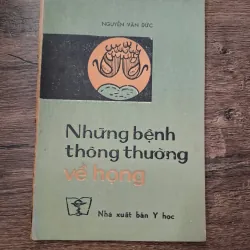 NGUYỄN VĂN ĐỨC
Những bệnh
thông thường
về họng
Nhà xuất bản Y học